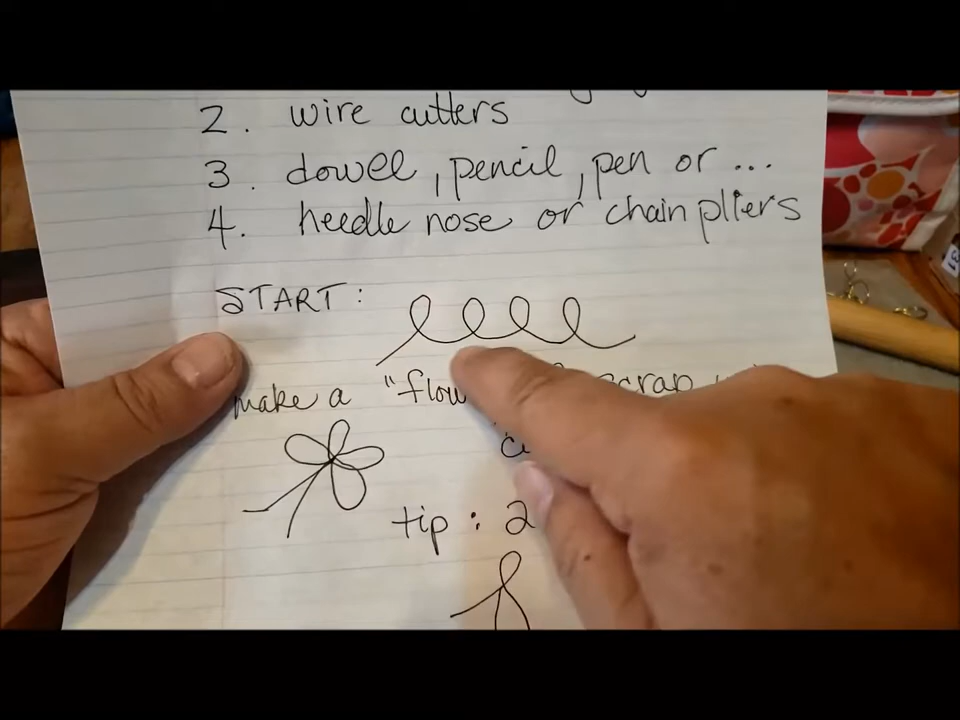 2. wire cutters
3. dowel, pencil, pen or ...
4. needle nose or chain pliers
START:
make a "flow scrap
tip: 2